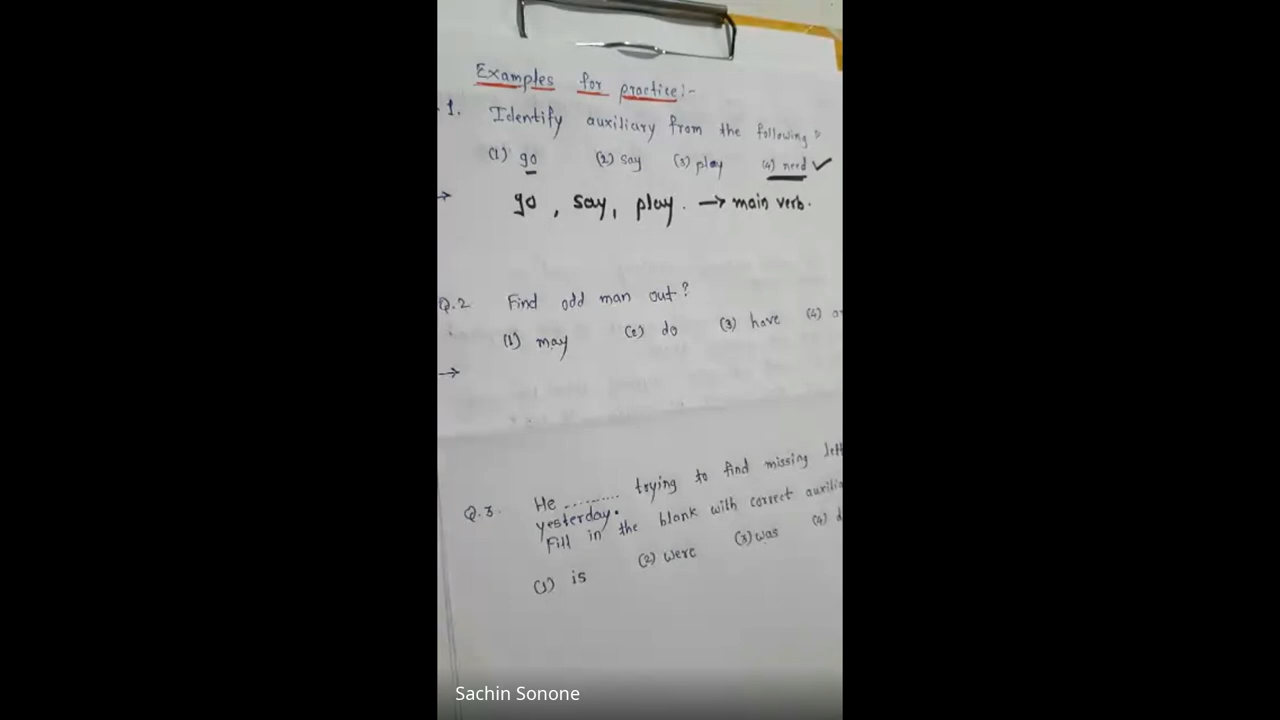 Examples for practice:-
1. Identify auxiliary from the following
(1) go (2) say (3) play (4) need ✓
→ go, say, play. → main verb.
Q.2 Find odd man out?
(1) may (2) do (3) have (4)
→
Q.3. He .......... trying to find missing
yesterday.
Fill in the blank with correct
(1) is (2) were (3) was (4)
Sachin Sonone